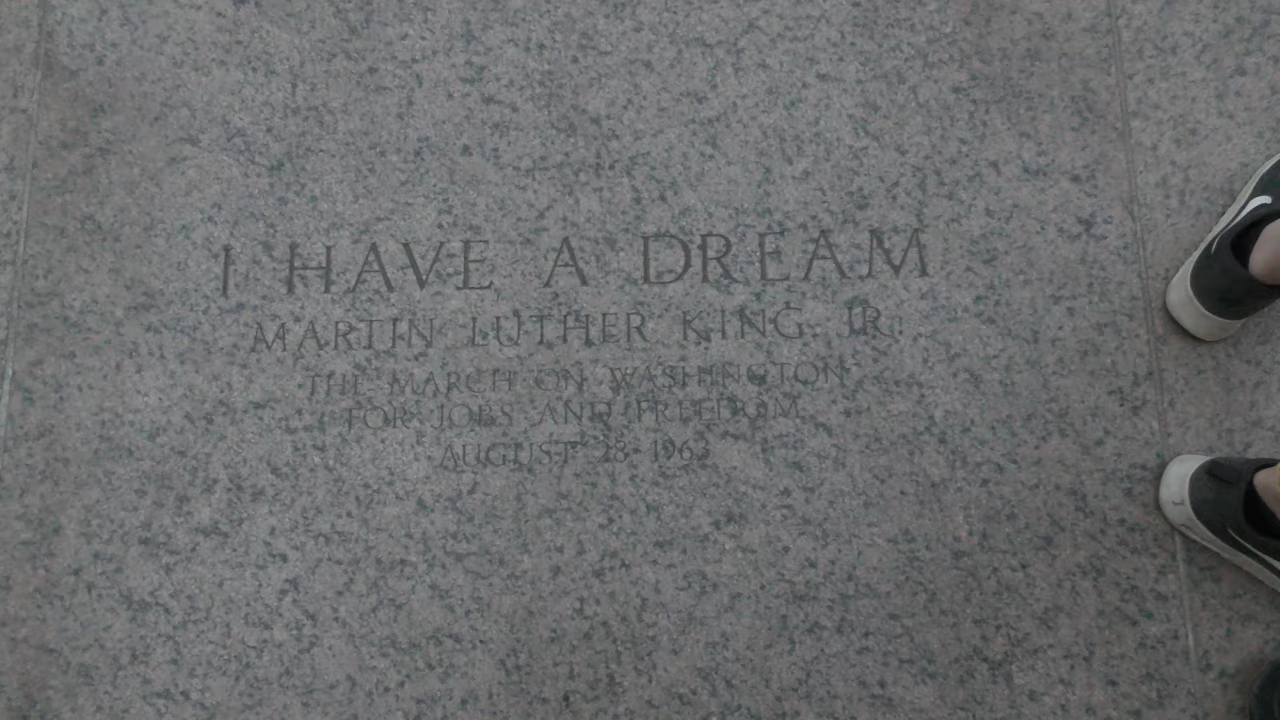 I HAVE A DREAM
MARTIN LUTHER KING JR.
THE MARCH ON WASHINGTON
FOR JOBS AND FREEDOM
AUGUST 28 1963